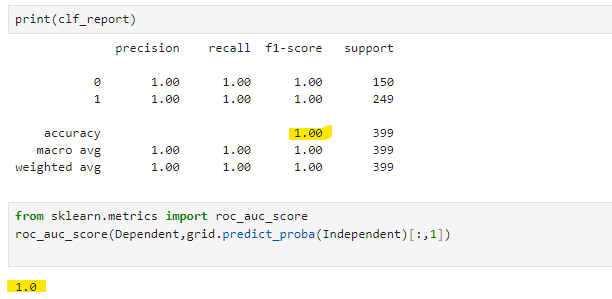 print(clf_report)
precision recall f1-score support
0 1.00 1.00 1.00 150
1 1.00 1.00 1.00 249
accuracy 1.00 399
macro avg 1.00 1.00 1.00 399
weighted avg 1.00 1.00 1.00 399
from sklearn.metrics import roc_auc_score
roc_auc_score(Dependent,grid.predict_proba(Independent)[:,1])
1.0